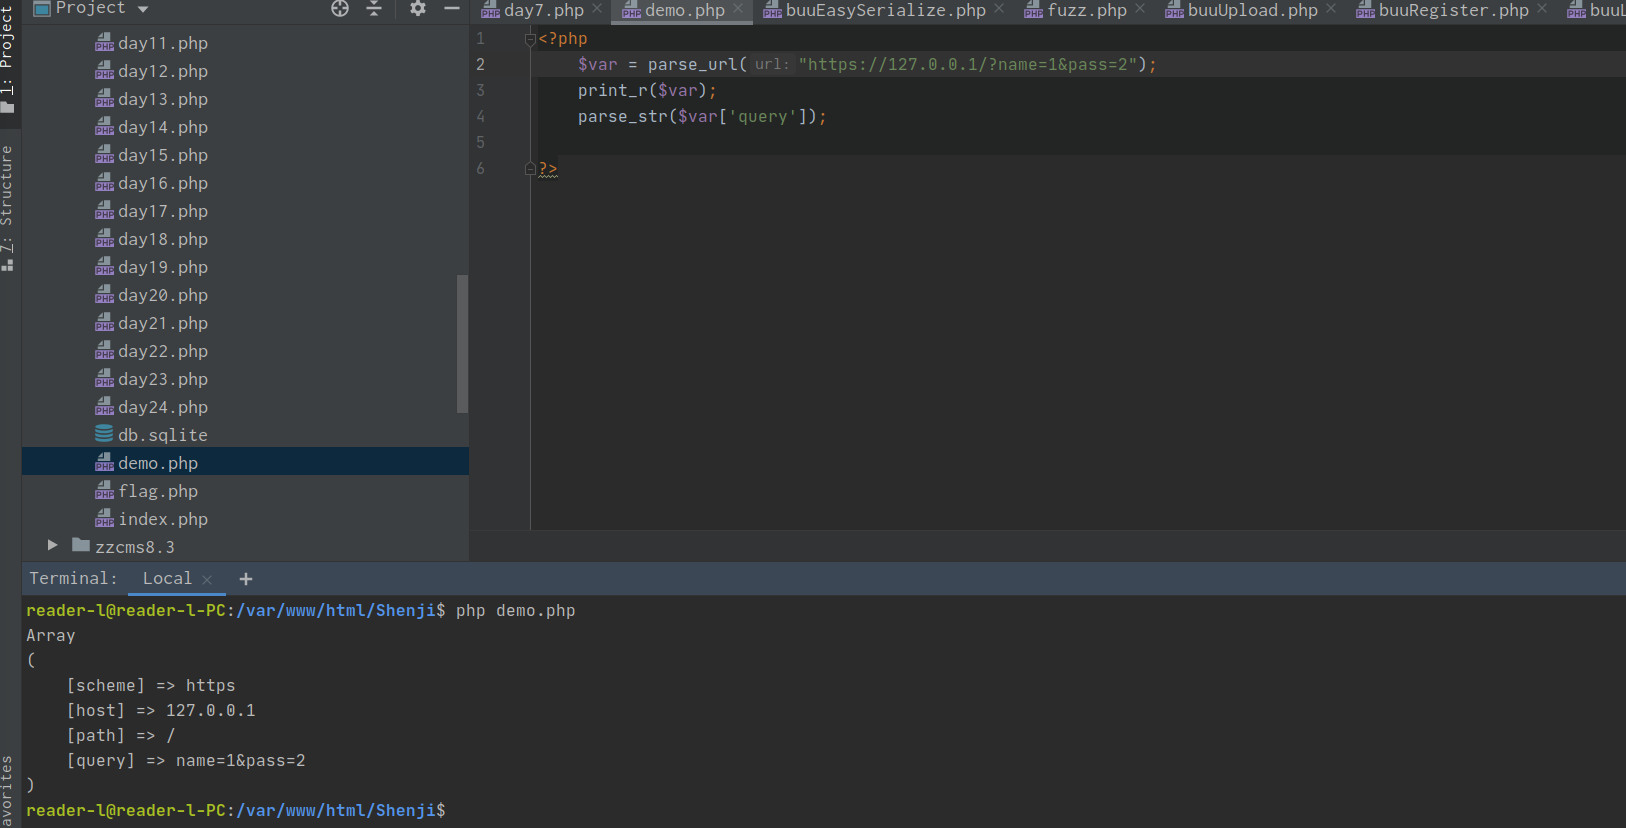 Project
day7.php
demo.php
buuEasySerialize.php
fuzz.php
buuUpload.php
buuRegister.php
1: Project
7: Structure
day11.php
day12.php
day13.php
day14.php
day15.php
day16.php
day17.php
day18.php
day19.php
day20.php
day21.php
day22.php
day23.php
day24.php
db.sqlite
demo.php
flag.php
index.php
zzcms8.3
1 <?php
2 $var = parse_url( url: "https://127.0.0.1/?name=1&pass=2");
3 print_r($var);
4 parse_str($var['query']);
5
6 ?>
Terminal: Local × +
reader-l@reader-l-PC:/var/www/html/Shenji$ php demo.php
Array
(
[scheme] => https
[host] => 127.0.0.1
[path] => /
[query] => name=1&pass=2
)
reader-l@reader-l-PC:/var/www/html/Shenji$
avorites